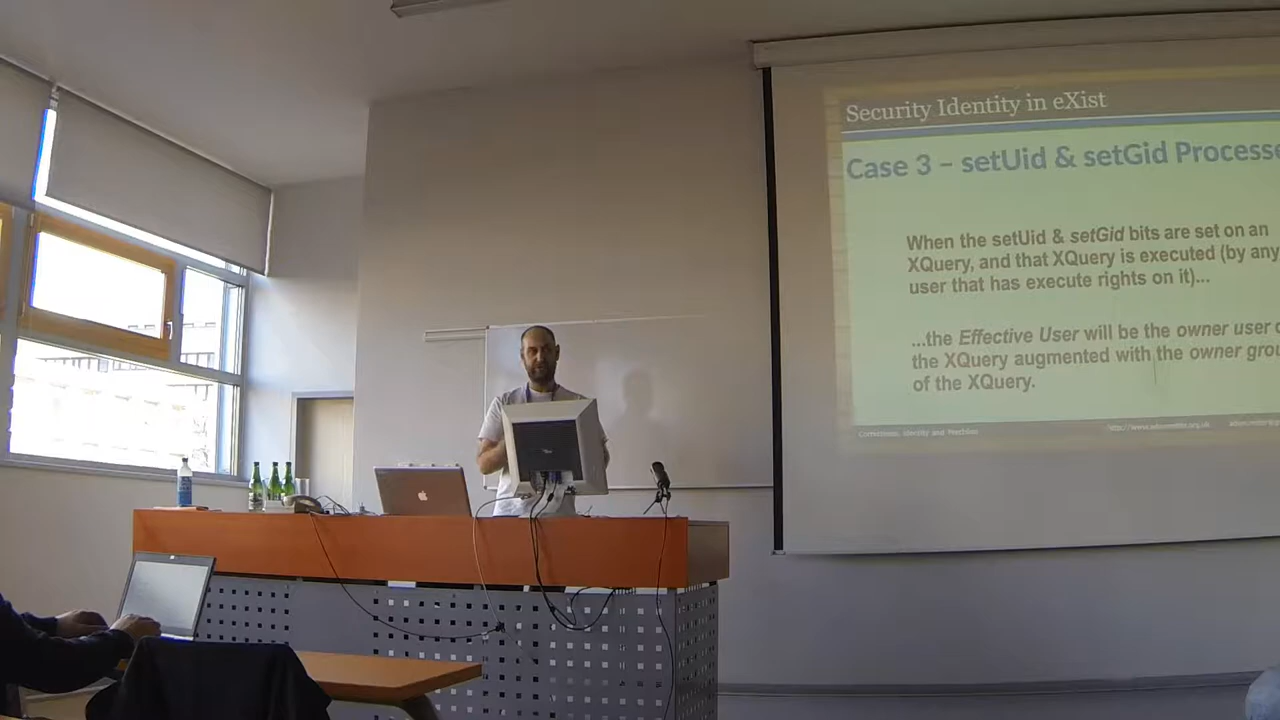 Security Identity in eXist
Case 3 – setUid & setGid Processe
When the setUid & setGid bits are set on an
XQuery, and that XQuery is executed (by any
user that has execute rights on it)...
...the Effective User will be the owner user o
the XQuery augmented with the owner grou
of the XQuery.